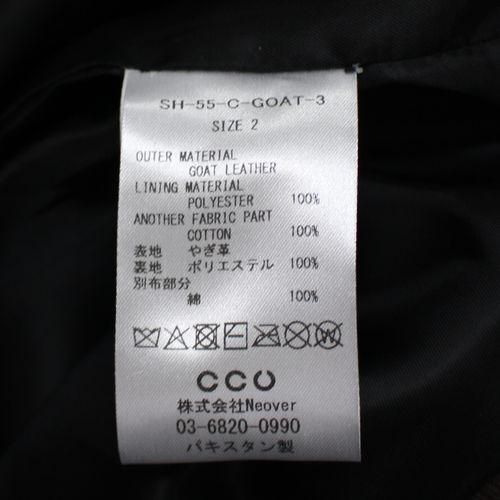 SH-55-C-GOAT-3
SIZE 2
OUTER MATERIAL
GOAT LEATHER
LINING MATERIAL
POLYESTER 100%
ANOTHER FABRIC PART
COTTON 100%
表地 やぎ革
裏地 ポリエステル 100%
別布部分
綿 100%
CCU
株式会社Neover
03-6820-0990
パキスタン製